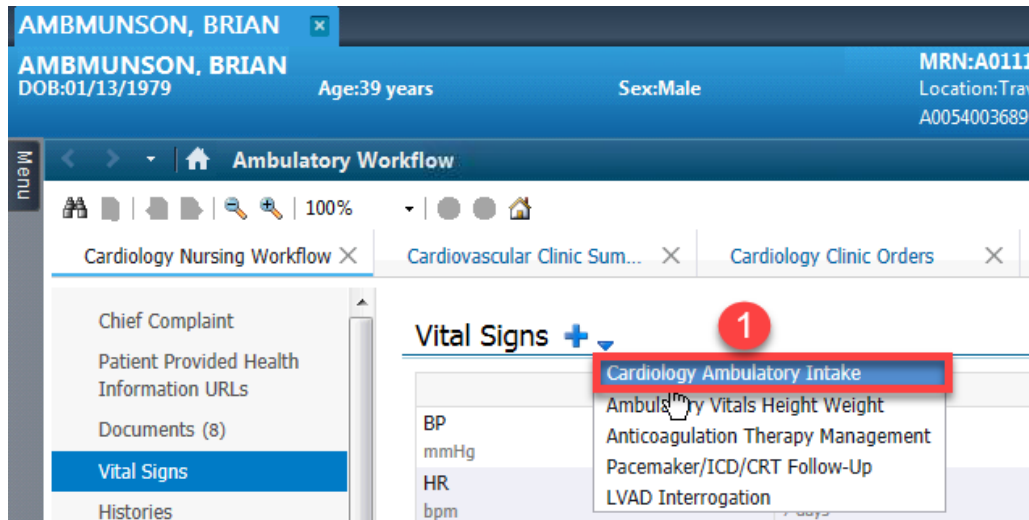 AMBMUNSON, BRIAN
AMBMUNSON, BRIAN
DOB:01/13/1979 Age:39 years Sex:Male
MRN:A0111
Location:Trav
A0054003689
Menu
Ambulatory Workflow
100%
Cardiology Nursing Workflow
Cardiovascular Clinic Sum...
Cardiology Clinic Orders
Chief Complaint
Patient Provided Health
Information URLs
Documents (8)
Vital Signs
Histories
Vital Signs
1
Cardiology Ambulatory Intake
Ambulatory Vitals Height Weight
Anticoagulation Therapy Management
Pacemaker/ICD/CRT Follow-Up
LVAD Interrogation
BP
mmHg
HR
bpm
7 days